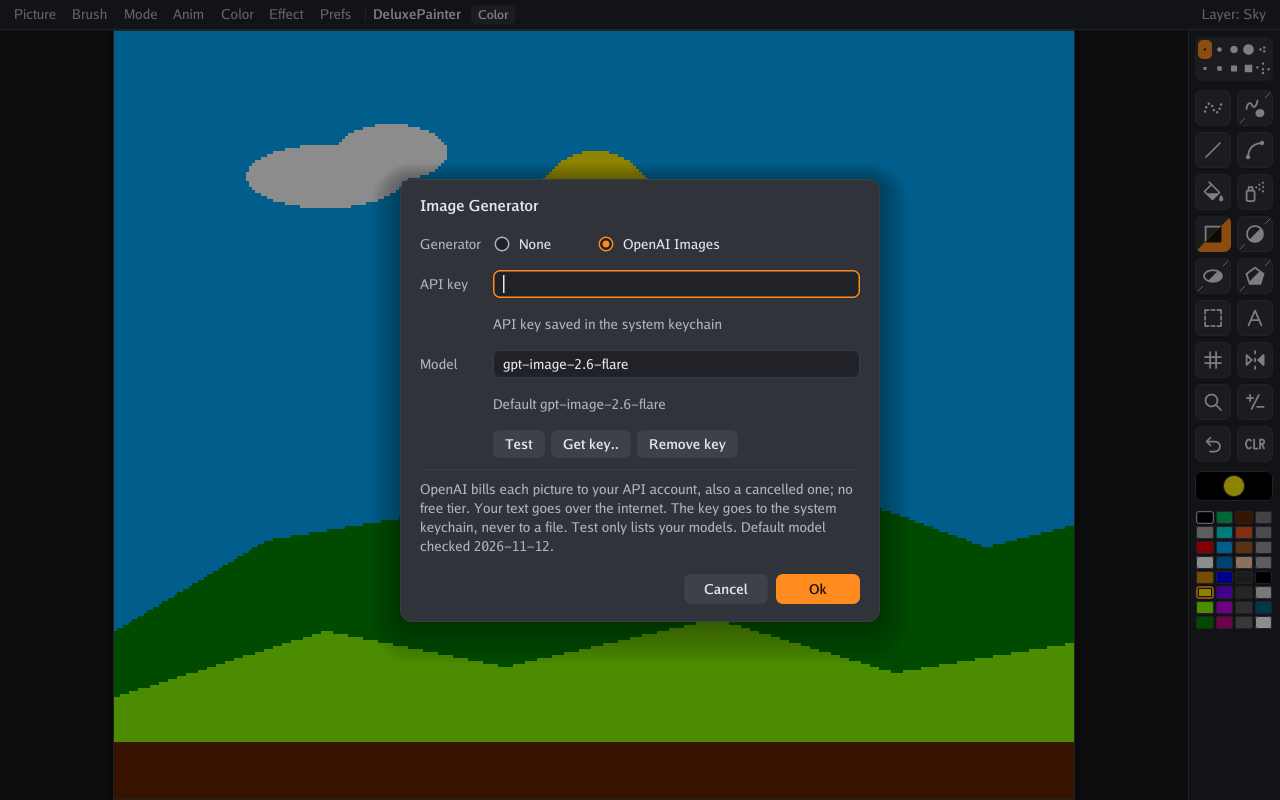 Picture Brush Mode Anim Color Effect Prefs DeluxePainter Color Layer: Sky
Image Generator
Generator None OpenAI Images
API key
API key saved in the system keychain
Model gpt-image-2.6-flare
Default gpt-image-2.6-flare
Test Get key.. Remove key
OpenAI bills each picture to your API account, also a cancelled one; no
free tier. Your text goes over the internet. The key goes to the system
keychain, never to a file. Test only lists your models. Default model
checked 2026-11-12.
Cancel Ok
A
CLR